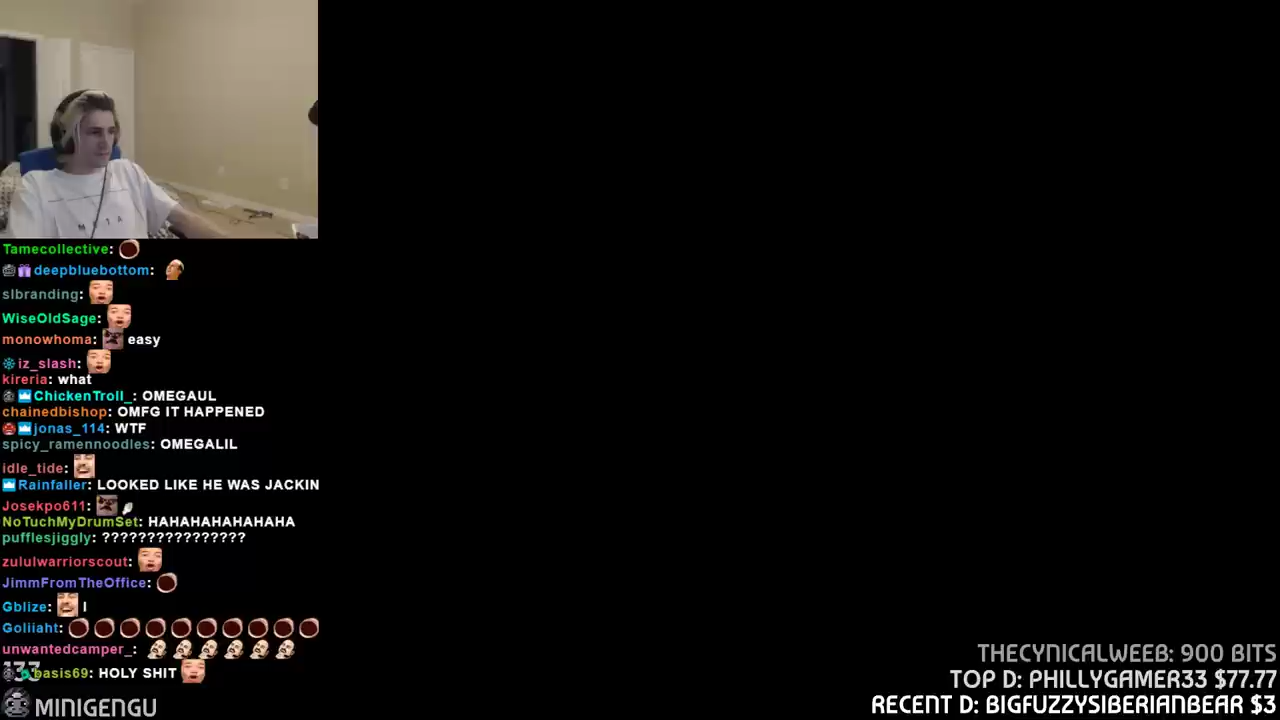 M E T A
Tamecollective:
deepbluebottom:
slbranding:
WiseOldSage:
monowhoma: easy
iz_slash:
kireria: what
ChickenTroll_: OMEGAUL
chainedbishop: OMFG IT HAPPENED
jonas_114: WTF
spicy_ramennoodles: OMEGALIL
idle_tide:
Rainfaller: LOOKED LIKE HE WAS JACKIN
Josekpo611:
NoTuchMyDrumSet: HAHAHAHAHAHAHA
pufflesjiggly: ????????????????
zululwarriorscout:
JimmFromTheOffice:
Gblize: I
Goliiaht:
unwantedcamper_:
133
basis69: HOLY SHIT
MINIGENGU
THECYNICALWEEB: 900 BITS
TOP D: PHILLYGAMER33 $77.77
RECENT D: BIGFUZZYSIBERIANBEAR $3